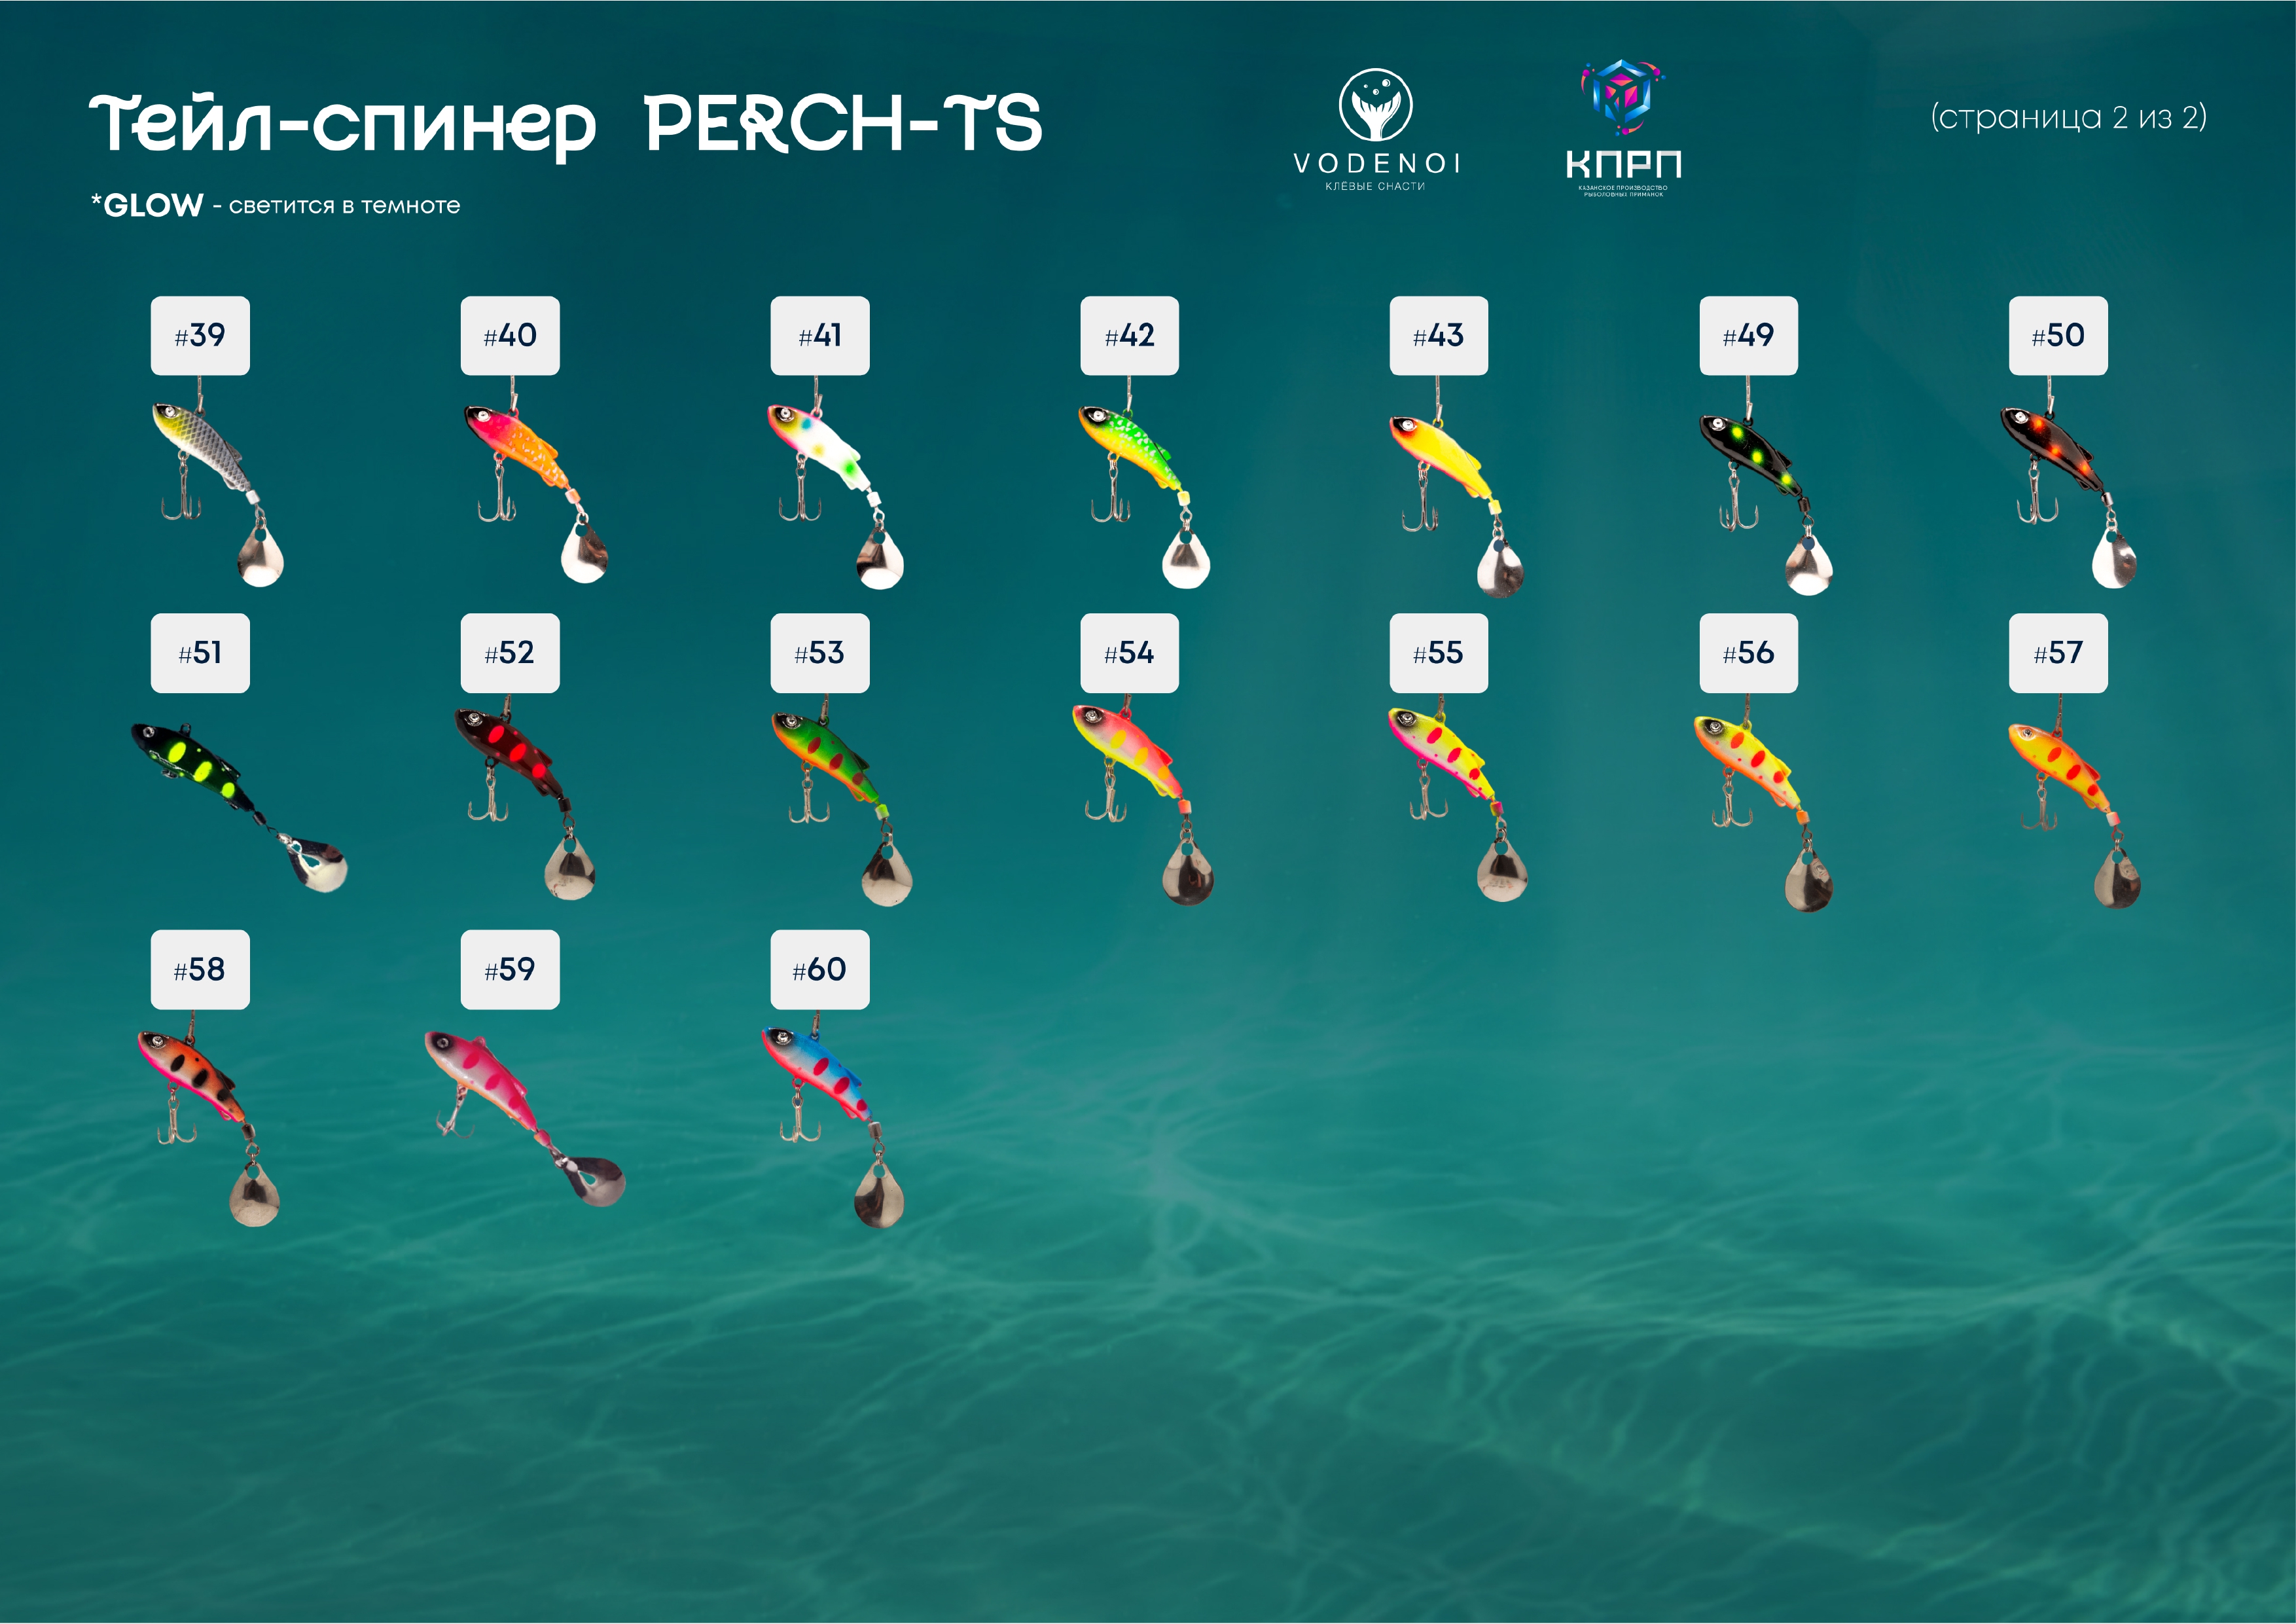 Тейл-спинер PERCH-TS
*GLOW - светится в темноте
VODENOI
КЛЁВЫЕ СНАСТИ
КПРП
КАЗАНСКОЕ ПРОИЗВОДСТВО
РЫБОЛОВНЫХ ПРИМАНОК
(страница 2 из 2)
#39 #40 #41 #42 #43 #49 #50
#51 #52 #53 #54 #55 #56 #57
#58 #59 #60